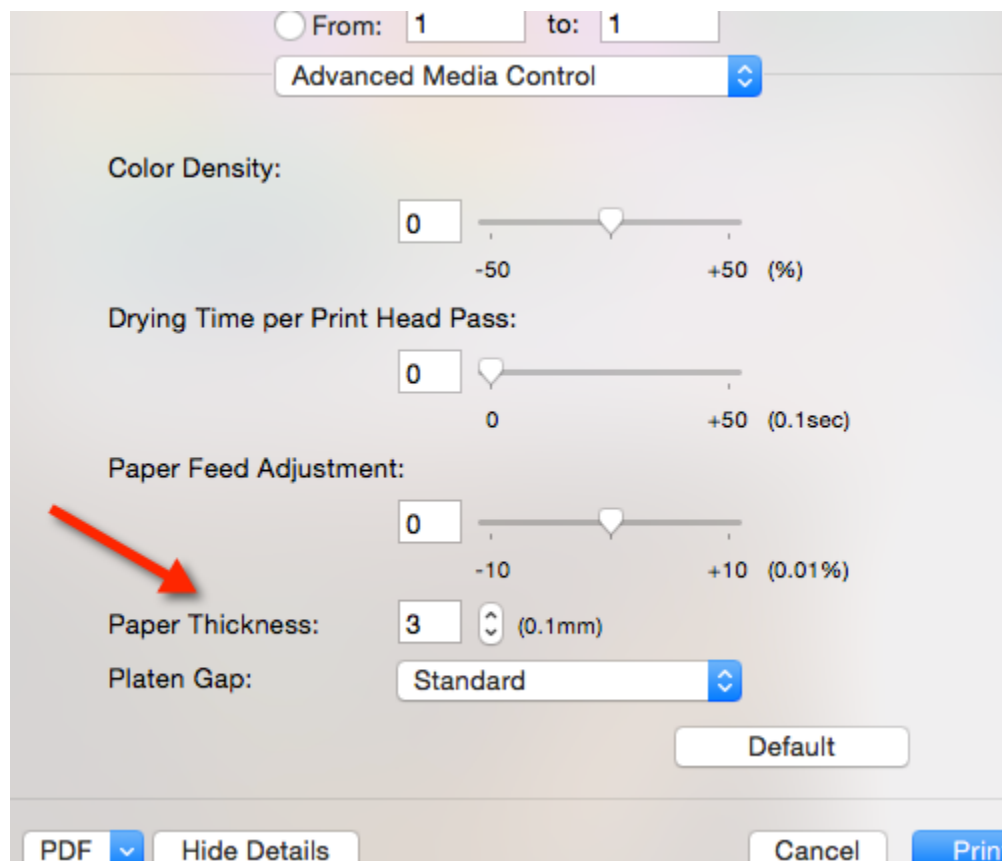 From: 1 to: 1
Advanced Media Control
Color Density:
0
-50 +50 (%)
Drying Time per Print Head Pass:
0
0 +50 (0.1sec)
Paper Feed Adjustment:
0
-10 +10 (0.01%)
Paper Thickness: 3 (0.1mm)
Platen Gap: Standard
Default
PDF Hide Details Cancel Prin